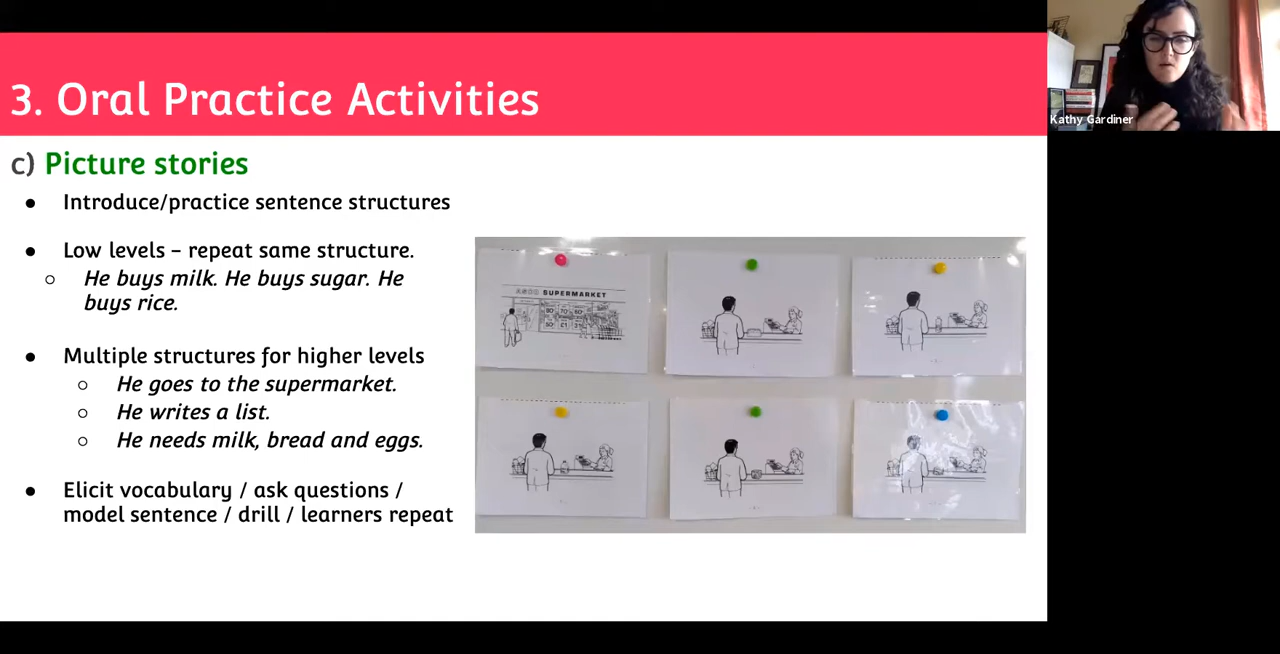 3. Oral Practice Activities
Kathy Gardiner
c) Picture stories
● Introduce/practice sentence structures
● Low levels – repeat same structure.
○ He buys milk. He buys sugar. He
buys rice.
● Multiple structures for higher levels
○ He goes to the supermarket.
○ He writes a list.
○ He needs milk, bread and eggs.
● Elicit vocabulary / ask questions /
model sentence / drill / learners repeat
SUPERMARKET